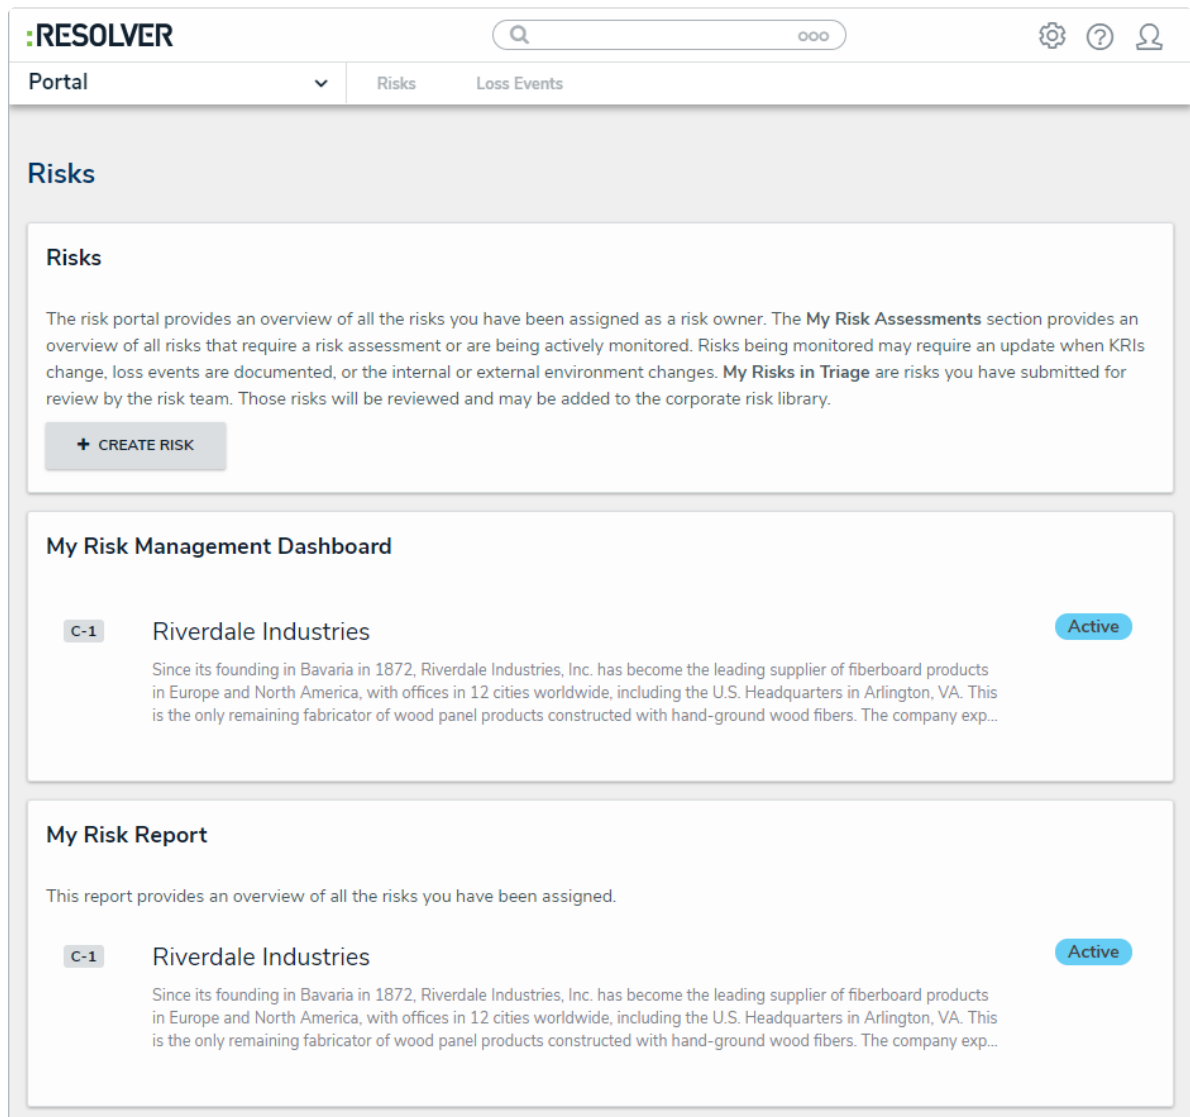 :RESOLVER
ooo
Portal
Risks
Loss Events
Risks
Risks
The risk portal provides an overview of all the risks you have been assigned as a risk owner. The My Risk Assessments section provides an
overview of all risks that require a risk assessment or are being actively monitored. Risks being monitored may require an update when KRIs
change, loss events are documented, or the internal or external environment changes. My Risks in Triage are risks you have submitted for
review by the risk team. Those risks will be reviewed and may be added to the corporate risk library.
+ CREATE RISK
My Risk Management Dashboard
C-1
Riverdale Industries
Active
Since its founding in Bavaria in 1872, Riverdale Industries, Inc. has become the leading supplier of fiberboard products
in Europe and North America, with offices in 12 cities worldwide, including the U.S. Headquarters in Arlington, VA. This
is the only remaining fabricator of wood panel products constructed with hand-ground wood fibers. The company exp...
My Risk Report
This report provides an overview of all the risks you have been assigned.
C-1
Riverdale Industries
Active
Since its founding in Bavaria in 1872, Riverdale Industries, Inc. has become the leading supplier of fiberboard products
in Europe and North America, with offices in 12 cities worldwide, including the U.S. Headquarters in Arlington, VA. This
is the only remaining fabricator of wood panel products constructed with hand-ground wood fibers. The company exp...